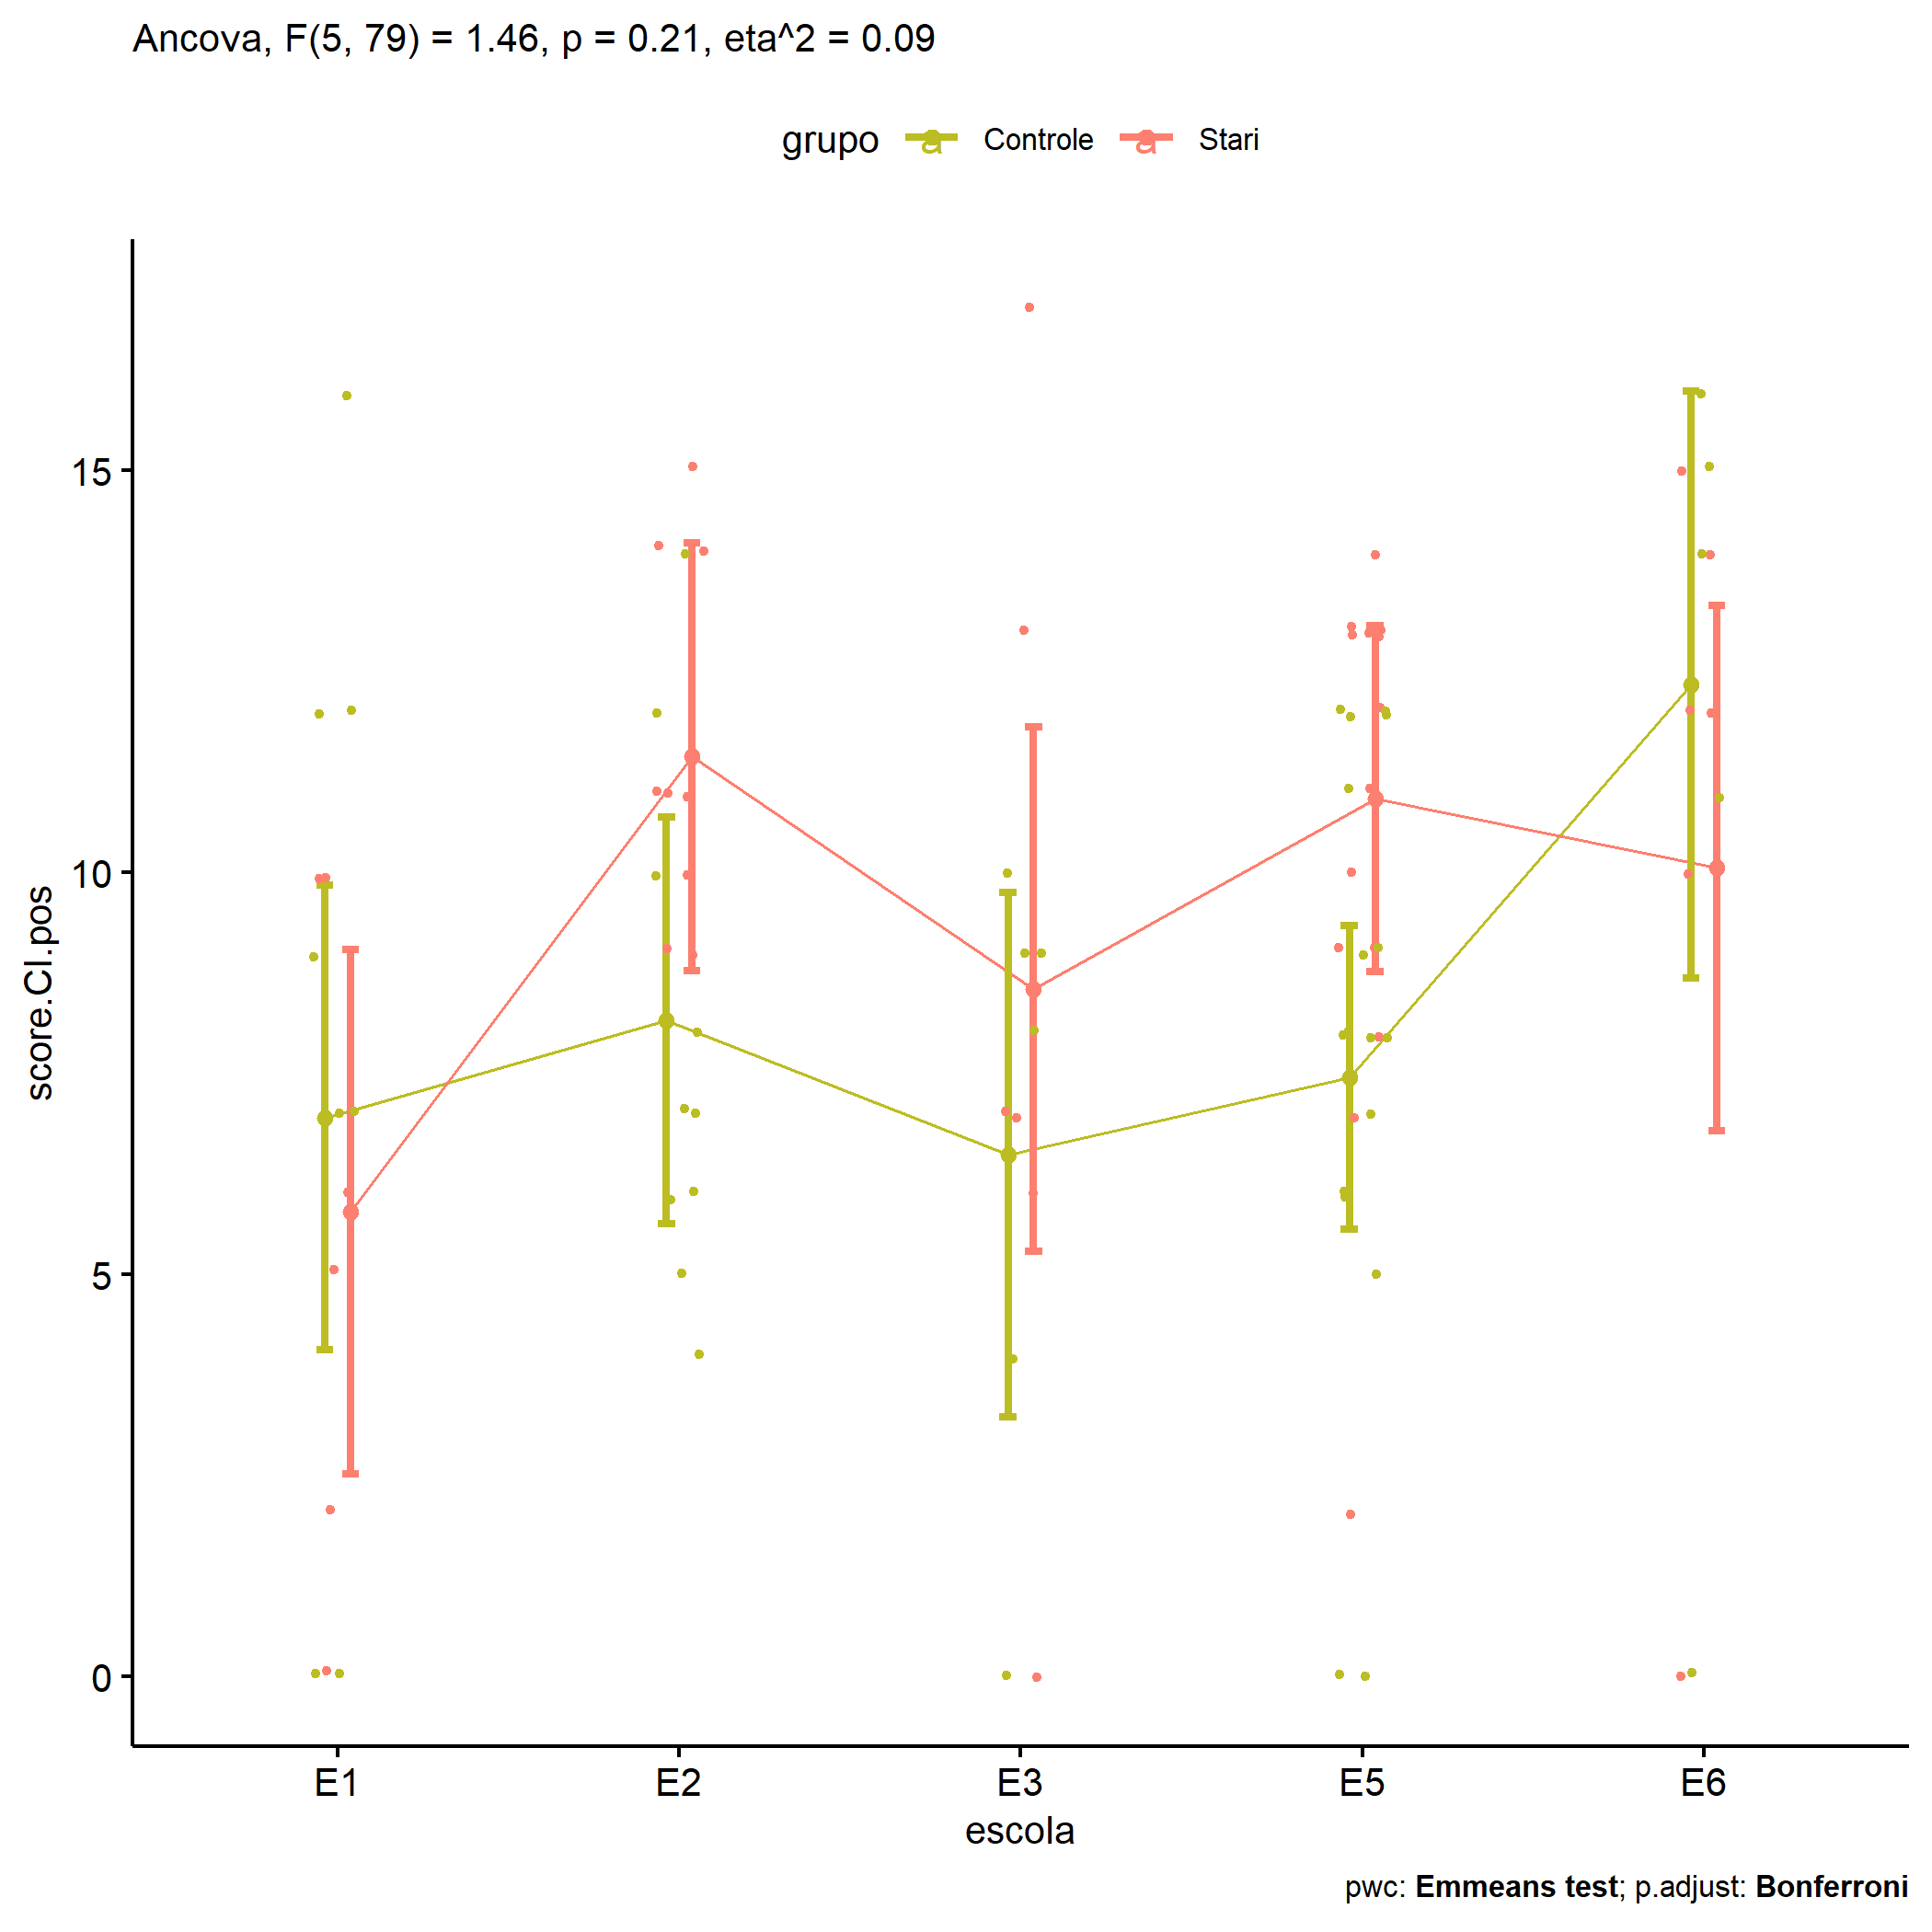 Ancova, F(5, 79) = 1.46, p = 0.21, eta^2 = 0.09
grupo a Controle a Stari
15
10
5
0
score.CI.pos
E1 E2 E3 E5 E6
escola
pwc: Emmeans test; p.adjust: Bonferroni